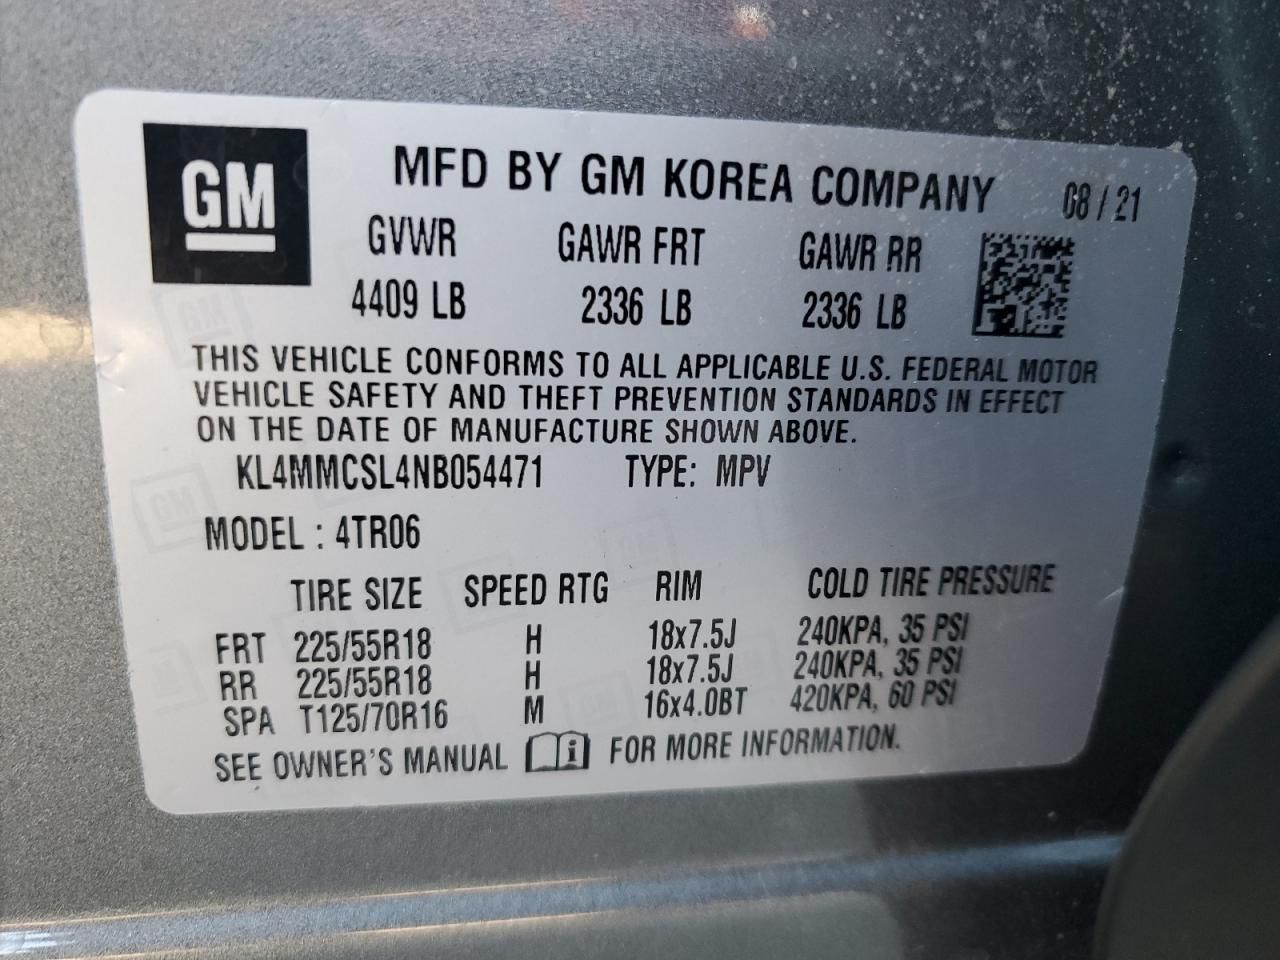 GM
MFD BY GM KOREA COMPANY 08 / 21
GVWR GAWR FRT GAWR RR
4409 LB 2336 LB 2336 LB
THIS VEHICLE CONFORMS TO ALL APPLICABLE U.S. FEDERAL MOTOR
VEHICLE SAFETY AND THEFT PREVENTION STANDARDS IN EFFECT
ON THE DATE OF MANUFACTURE SHOWN ABOVE.
KL4MMCSL4NB054471 TYPE: MPV
MODEL : 4TR06
TIRE SIZE SPEED RTG RIM COLD TIRE PRESSURE
FRT 225/55R18 H 18x7.5J 240KPA, 35 PSI
RR 225/55R18 H 18x7.5J 240KPA, 35 PSI
SPA T125/70R16 M 16x4.0BT 420KPA, 60 PSI
SEE OWNER'S MANUAL i FOR MORE INFORMATION.